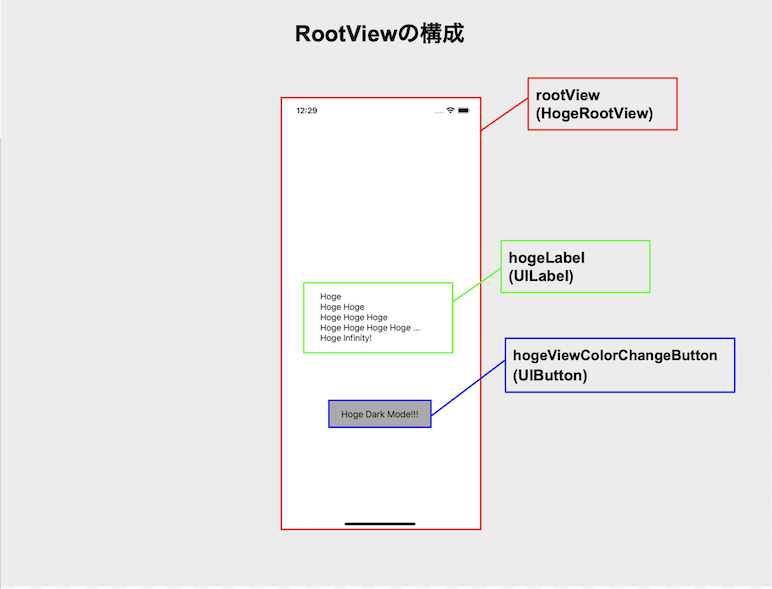 RootViewの構成
12:29
rootView
(HogeRootView)
hogeLabel
(UILabel)
Hoge
Hoge Hoge
Hoge Hoge Hoge
Hoge Hoge Hoge Hoge ...
Hoge Infinity!
hogeViewColorChangeButton
(UIButton)
Hoge Dark Mode!!!